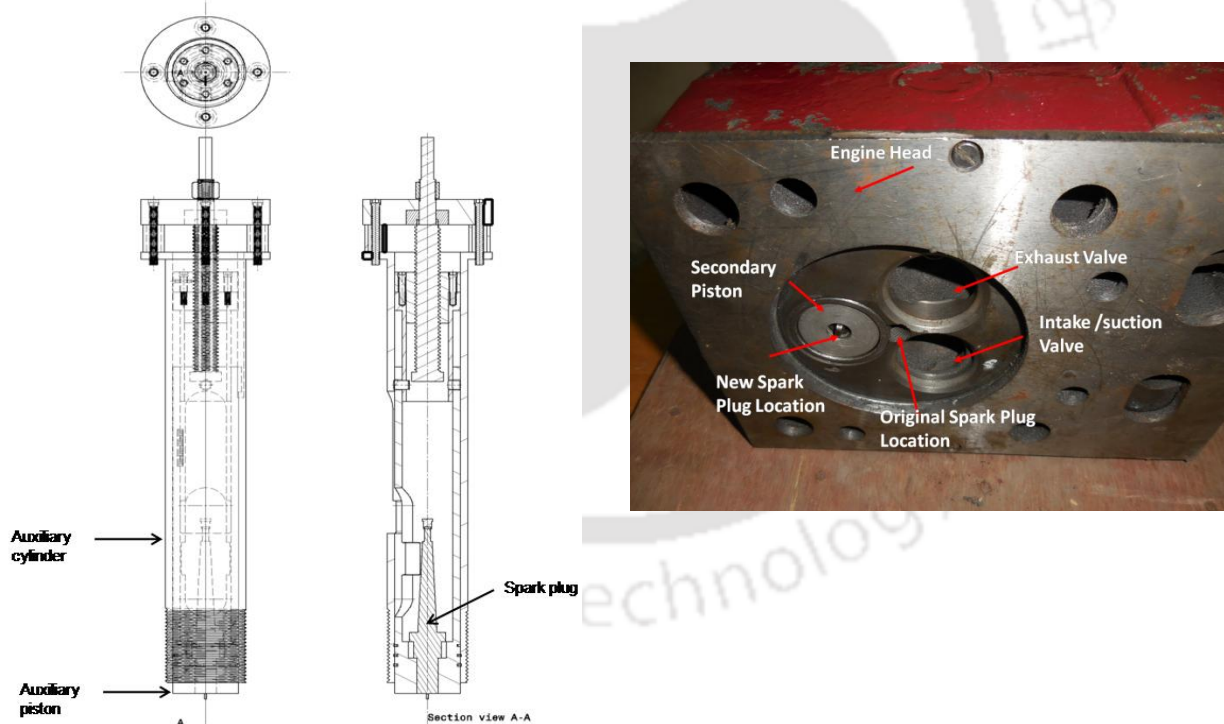 A
Auxiliary
cylinder
Spark plug
Auxiliary
piston
Section view A-A
A
Engine Head
Secondary
Piston
Exhaust Valve
Intake /suction
Valve
New Spark
Plug Location
Original Spark Plug
Location
echnolog